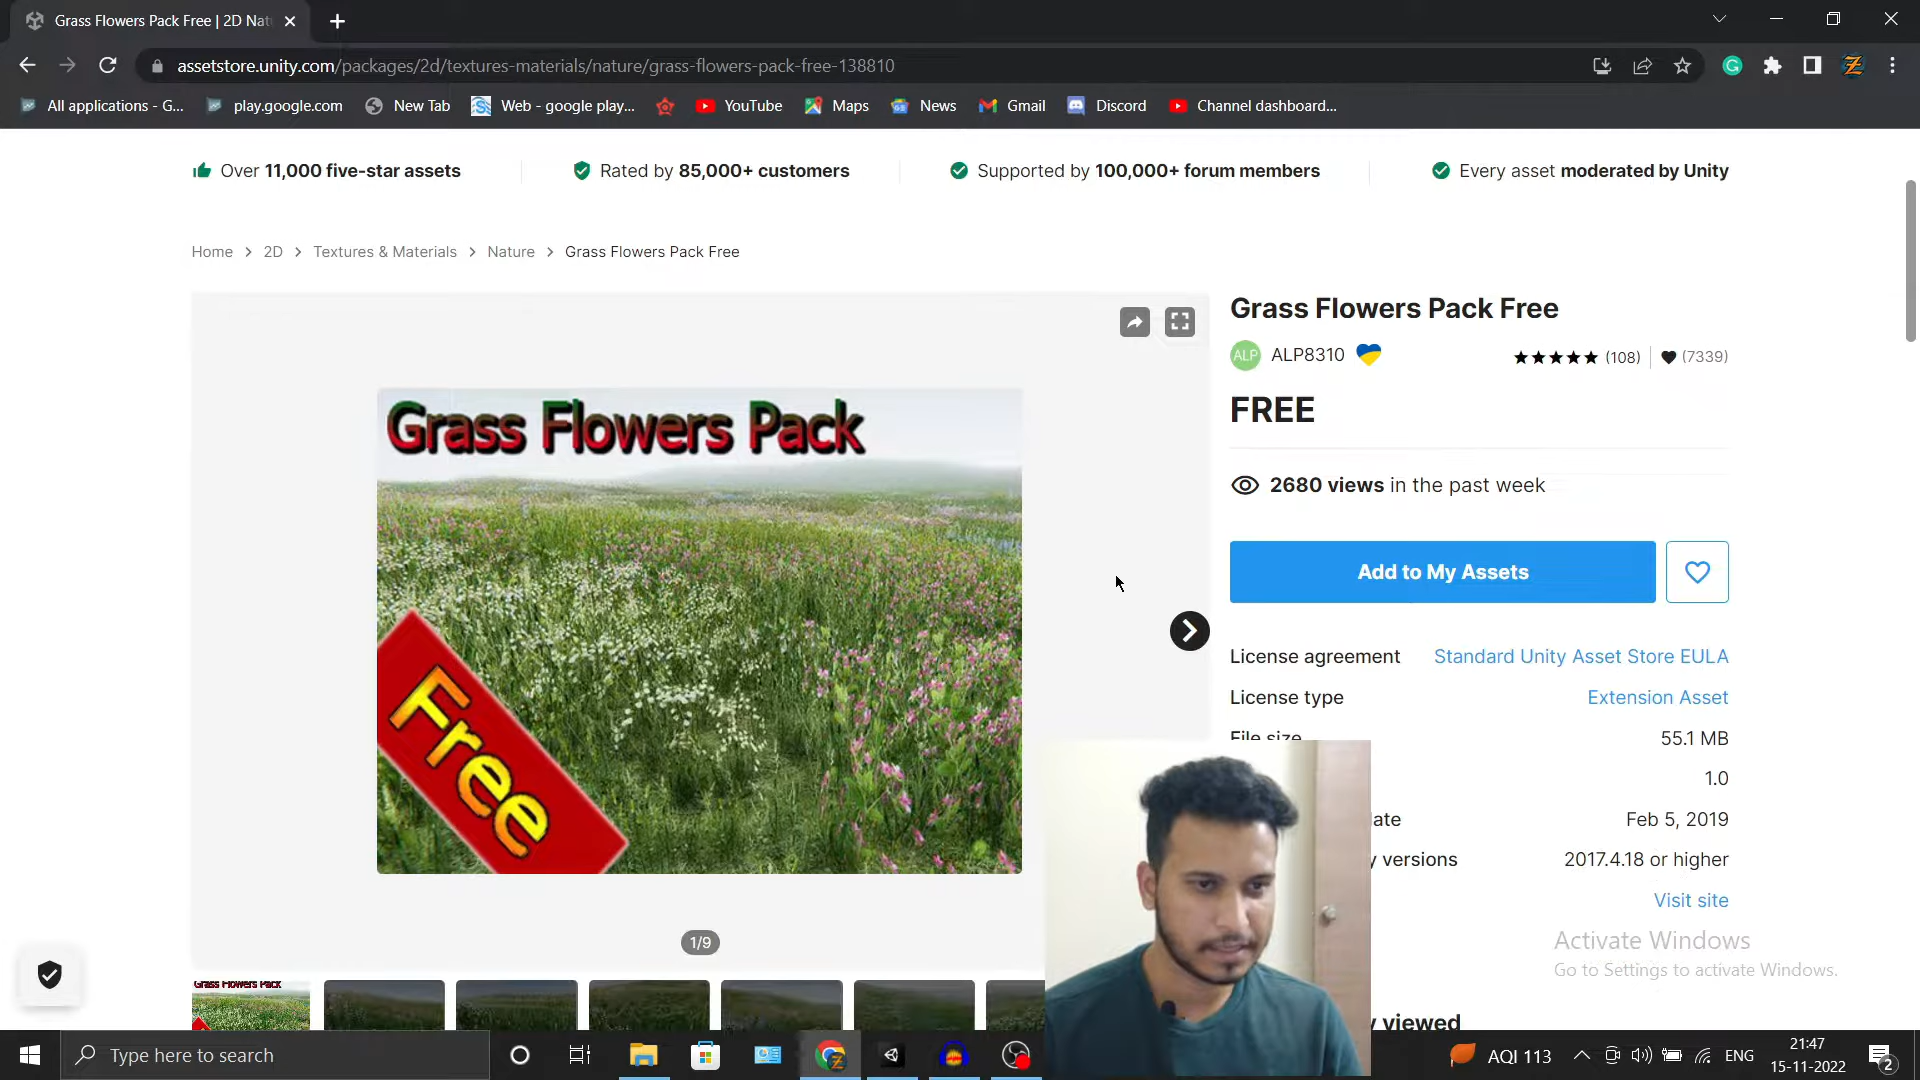 Grass Flowers Pack Free | 2D Nat
assetstore.unity.com/packages/2d/textures-materials/nature/grass-flowers-pack-free-138810
All applications - G...
play.google.com
New Tab
Web - google play...
YouTube
Maps
News
Gmail
Discord
Channel dashboard...
Over 11,000 five-star assets
Rated by 85,000+ customers
Supported by 100,000+ forum members
Every asset moderated by Unity
Home > 2D > Textures & Materials > Nature > Grass Flowers Pack Free
Grass Flowers Pack Free
ALP ALP8310
(108)
(7339)
FREE
2680 views in the past week
Add to My Assets
License agreement Standard Unity Asset Store EULA
License type Extension Asset
File size 55.1 MB
1.0
ate Feb 5, 2019
y versions 2017.4.18 or higher
Visit site
Grass Flowers Pack
Free
1/9
Grass Flowers Pack
Activate Windows
Go to Settings to activate Windows.
y viewed
Type here to search
AQI 113
ENG
21:47
15-11-2022
2